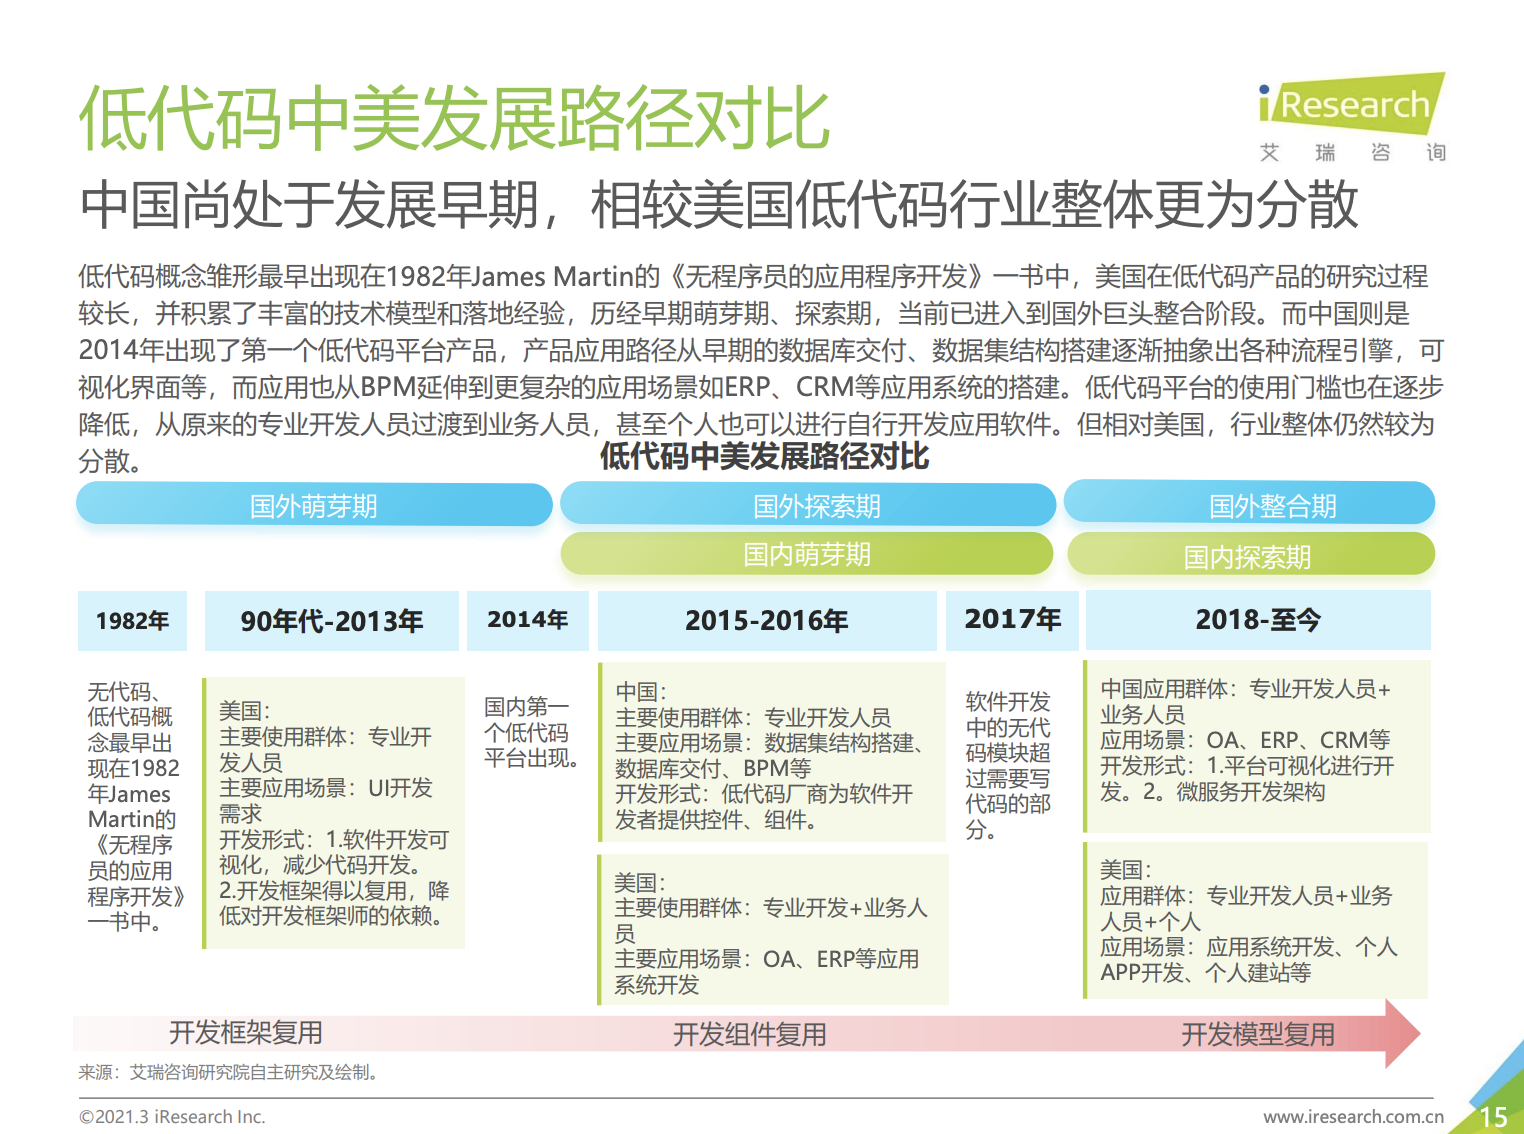 低代码中美发展路径对比
iResearch
艾瑞咨询
中国尚处于发展早期，相较美国低代码行业整体更为分散
低代码概念雏形最早出现在1982年James Martin的《无程序员的应用程序开发》一书中，美国在低代码产品的研究过程
较长，并积累了丰富的技术模型和落地经验，历经早期萌芽期、探索期，当前已进入到国外巨头整合阶段。而中国则是
2014年出现了第一个低代码平台产品，产品应用路径从早期的数据库交付、数据集结构搭建逐渐抽象出各种流程引擎，可
视化界面等，而应用也从BPM延伸到更复杂的应用场景如ERP、CRM等应用系统的搭建。低代码平台的使用门槛也在逐步
降低，从原来的专业开发人员过渡到业务人员，甚至个人也可以进行自行开发应用软件。但相对美国，行业整体仍然较为
分散。
低代码中美发展路径对比
国外萌芽期
国外探索期
国外整合期
国内萌芽期
国内探索期
1982年
90年代-2013年
2014年
2015-2016年
2017年
2018-至今
无代码、
低代码概
念最早出
现在1982
年James
Martin的
《无程序
员的应用
程序开发》
一书中。
美国：
主要使用群体：专业开
发人员
主要应用场景：UI开发
需求
开发形式：1.软件开发可
视化，减少代码开发。
2.开发框架得以复用，降
低对开发框架师的依赖。
国内第一
个低代码
平台出现。
中国：
主要使用群体：专业开发人员
主要应用场景：数据集结构搭建、
数据库交付、BPM等
开发形式：低代码厂商为软件开
发者提供控件、组件。
美国：
主要使用群体：专业开发+业务人
员
主要应用场景：OA、ERP等应用
系统开发
软件开发
中的无代
码模块超
过需要写
代码的部
分。
中国应用群体：专业开发人员+
业务人员
应用场景：OA、ERP、CRM等
开发形式：1.平台可视化进行开
发。2。微服务开发架构
美国：
应用群体：专业开发人员+业务
人员+个人
应用场景：应用系统开发、个人
APP开发、个人建站等
开发框架复用
开发组件复用
开发模型复用
来源：艾瑞咨询研究院自主研究及绘制。
©2021.3 iResearch Inc.
www.iresearch.com.cn
15